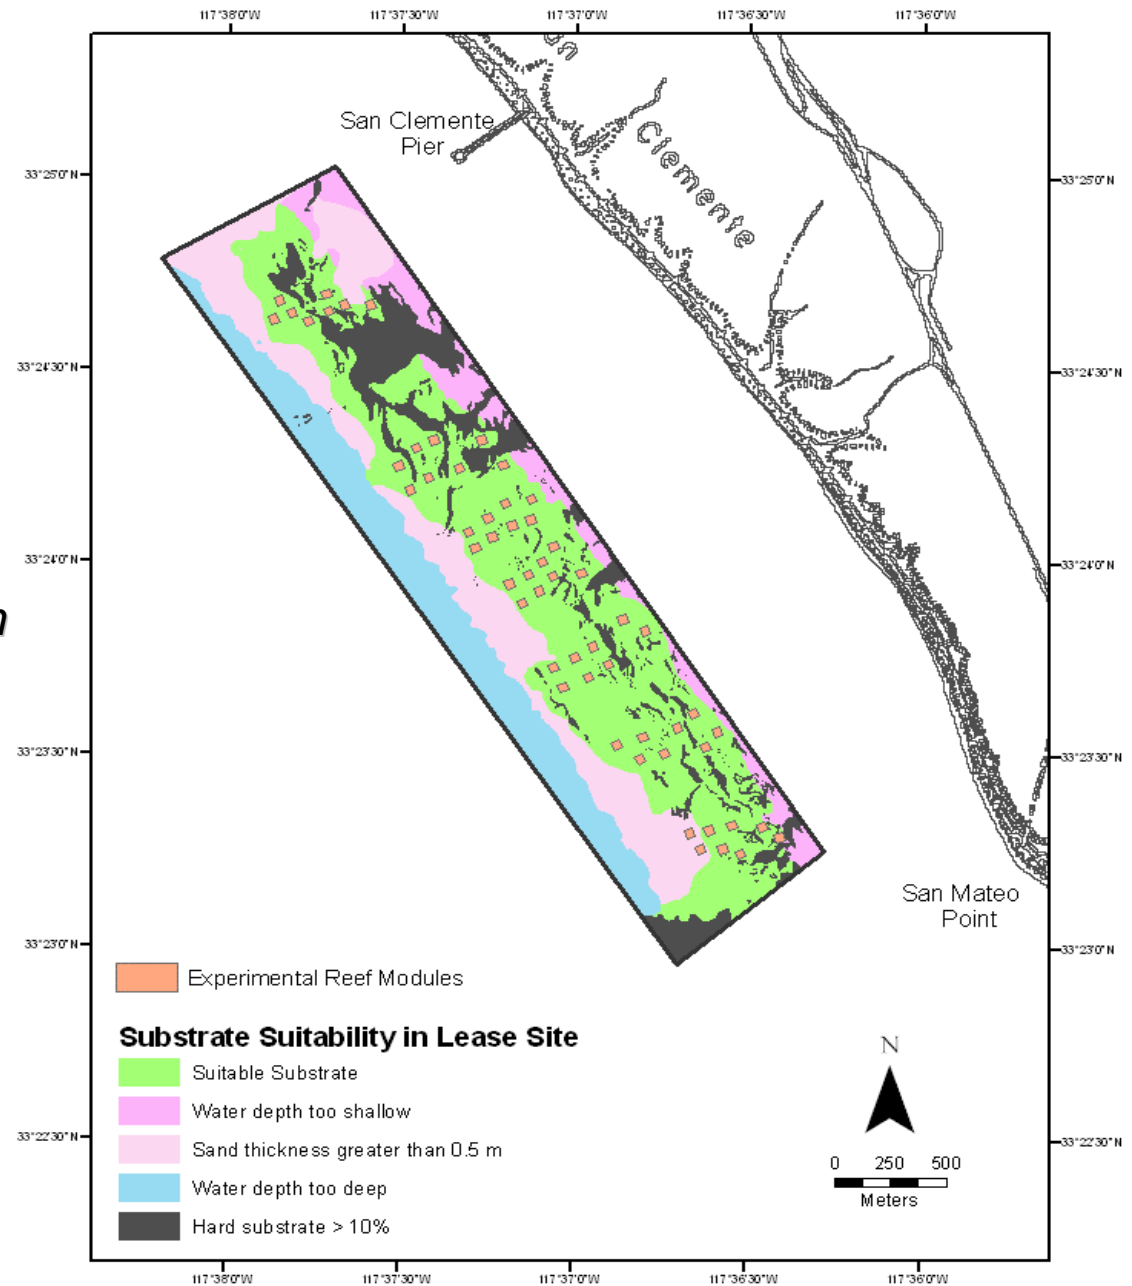 117°38'0"W 117°37'30"W 117°37'0"W 117°36'30"W 117°36'0"W
San Clemente
Pier
Clemente
33°25'0"N 33°25'0"N
33°24'30"N 33°24'30"N
33°24'0"N 33°24'0"N
33°23'30"N 33°23'30"N
San Mateo
Point
33°23'0"N 33°23'0"N
Experimental Reef Modules
Substrate Suitability in Lease Site
Suitable Substrate
Water depth too shallow
Sand thickness greater than 0.5 m
Water depth too deep
Hard substrate > 10%
N
0 250 500
Meters
33°22'30"N 33°22'30"N
117°38'0"W 117°37'30"W 117°37'0"W 117°36'30"W 117°36'0"W